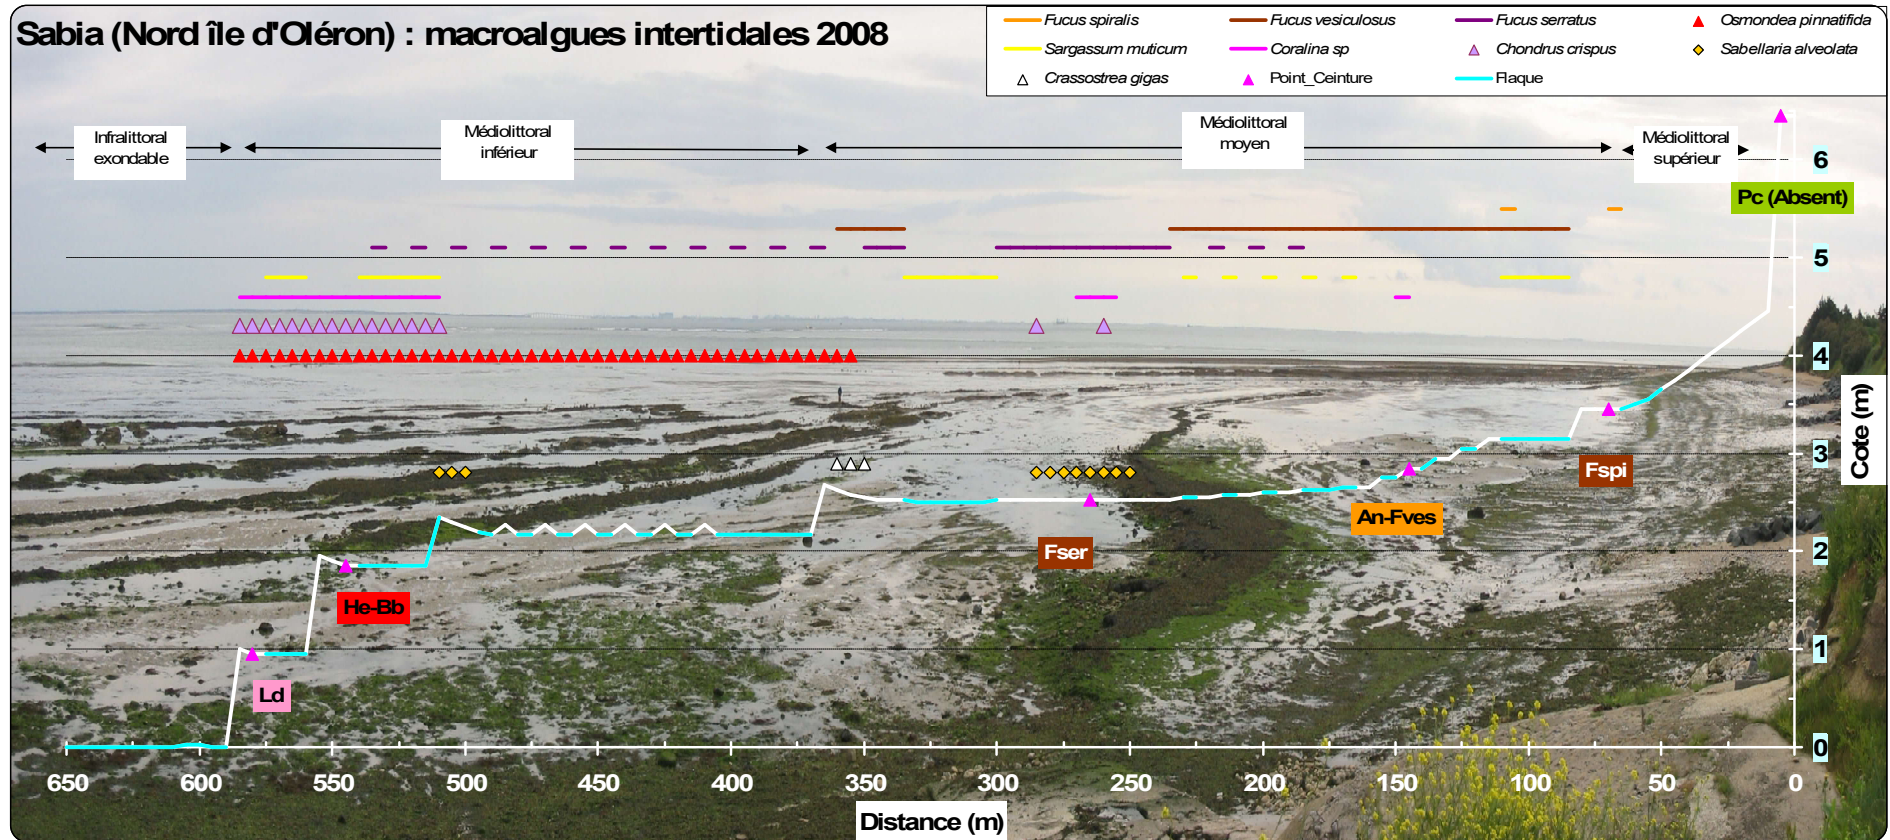 Sabia (Nord île d'Oléron) : macroalgues intertidales 2008
Fucus spiralis
Fucus vesiculosus
Fucus serratus
Osmondea pinnatifida
Sargassum muticum
Coralina sp
Chondrus crispus
Sabellaria alveolata
Crassostrea gigas
Point_Ceinture
Flaque
Infralittoral
exondable
Médiolittoral
inférieur
Médiolittoral
moyen
Médiolittoral
supérieur
6
Pc (Absent)
5
4
3
2
1
0
Cote (m)
Fspi
An-Fves
Fser
He-Bb
Ld
650 600 550 500 450 400 350 300 250 200 150 100 50 0
Distance (m)